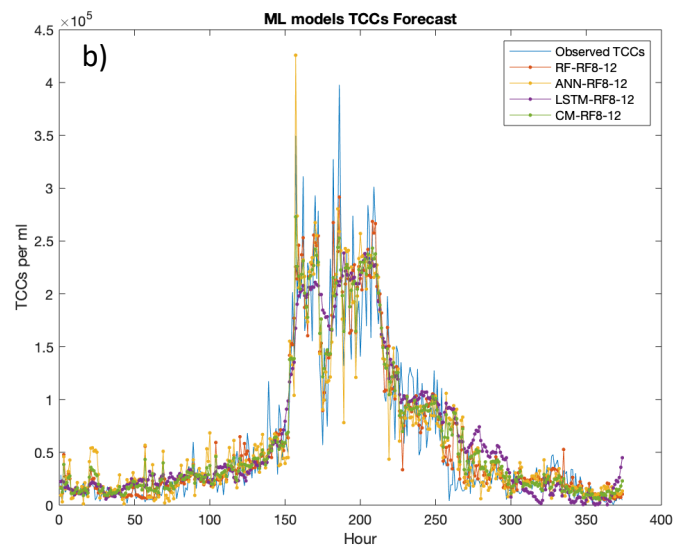 ML models TCCs Forecast
×10^5
b)
Observed TCCs
RF-RF8-12
ANN-RF8-12
LSTM-RF8-12
CM-RF8-12
4.5
4
3.5
3
2.5
2
1.5
1
0.5
0
TCCs per ml
0 50 100 150 200 250 300 350 400
Hour